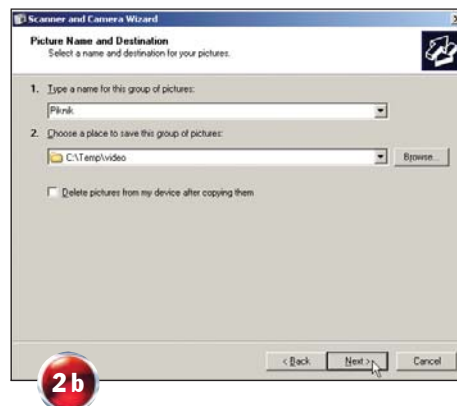 Scanner and Camera Wizard
Picture Name and Destination
Select a name and destination for your pictures.
1. Type a name for this group of pictures:
Piknik
2. Choose a place to save this group of pictures:
C:\Temp\video
Browse...
Delete pictures from my device after copying them
< Back Next > Cancel
2b